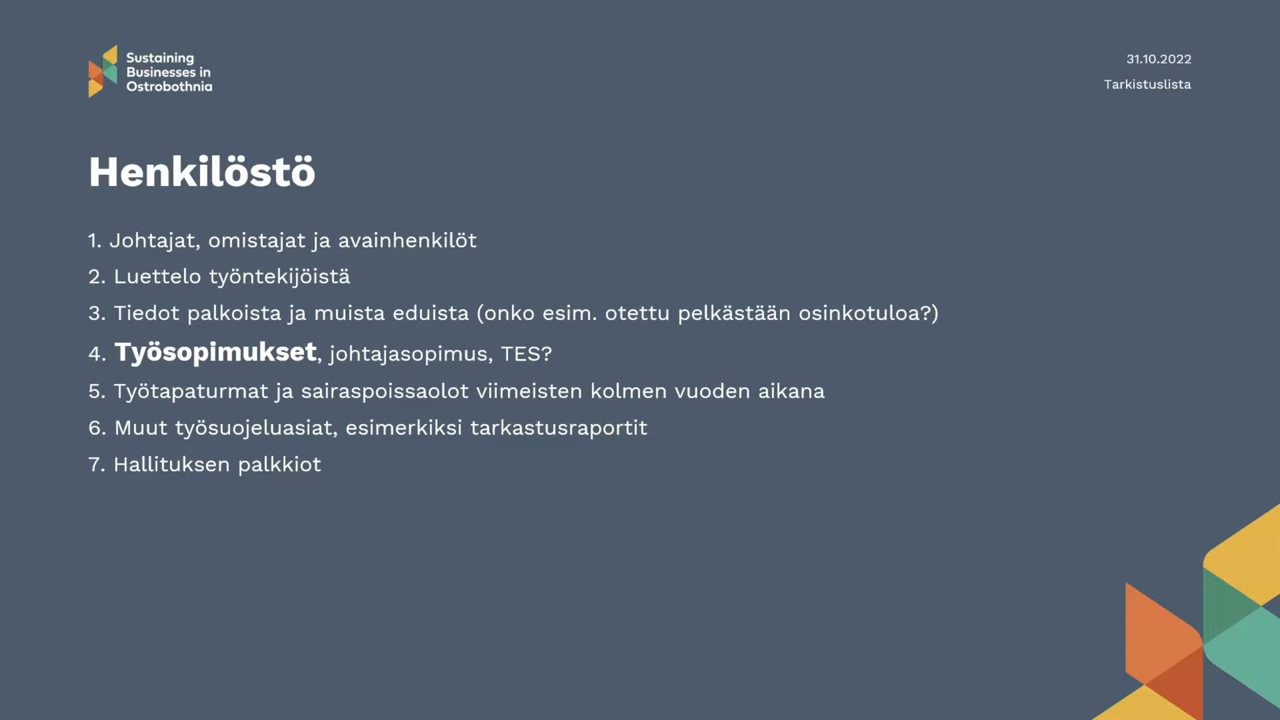 Sustaining
Businesses in
Ostrobothnia
31.10.2022
Tarkistuslista
Henkilöstö
1. Johtajat, omistajat ja avainhenkilöt
2. Luettelo työntekijöistä
3. Tiedot palkoista ja muista eduista (onko esim. otettu pelkästään osinkotuloa?)
4. Työsopimukset, johtajasopimus, TES?
5. Työtapaturmat ja sairaspoissaolot viimeisten kolmen vuoden aikana
6. Muut työsuojeluasiat, esimerkiksi tarkastusraportit
7. Hallituksen palkkiot